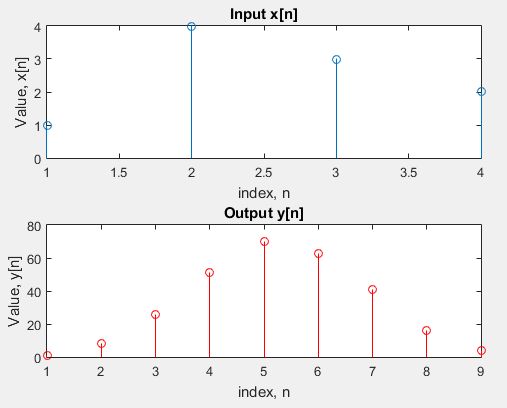 Input x[n]
Value, x[n]
4
3
2
1
0
1 1.5 2 2.5 3 3.5 4
index, n
Output y[n]
Value, y[n]
80
60
40
20
0
1 2 3 4 5 6 7 8 9
index, n